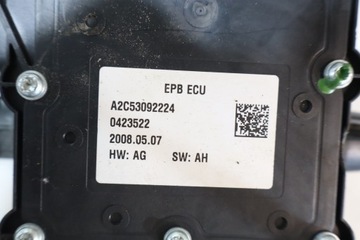 EPB ECU
A2C53092224
0423522
2008.05.07
HW: AG SW: AH